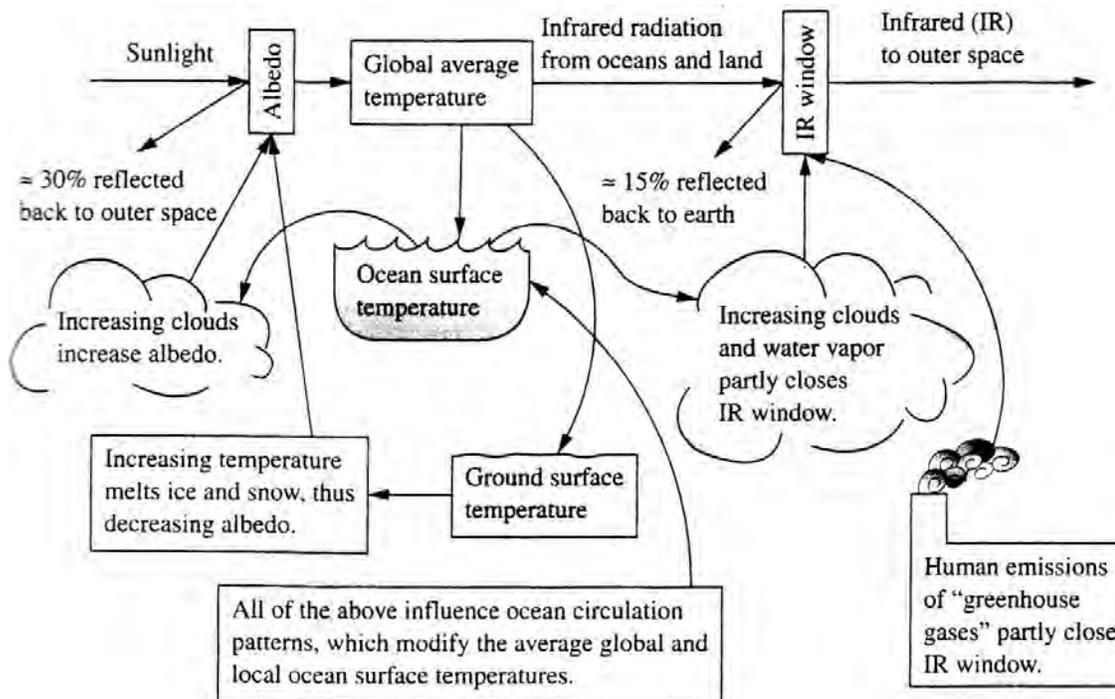 Sunlight
Albedo
Global average
temperature
Infrared radiation
from oceans and land
IR window
Infrared (IR)
to outer space
≈ 30% reflected
back to outer space
≈ 15% reflected
back to earth
Increasing clouds
increase albedo.
Ocean surface
temperature
Increasing clouds
and water vapor
partly closes
IR window.
Increasing temperature
melts ice and snow, thus
decreasing albedo.
Ground surface
temperature
All of the above influence ocean circulation
patterns, which modify the average global and
local ocean surface temperatures.
Human emissions
of “greenhouse
gases” partly close
IR window.